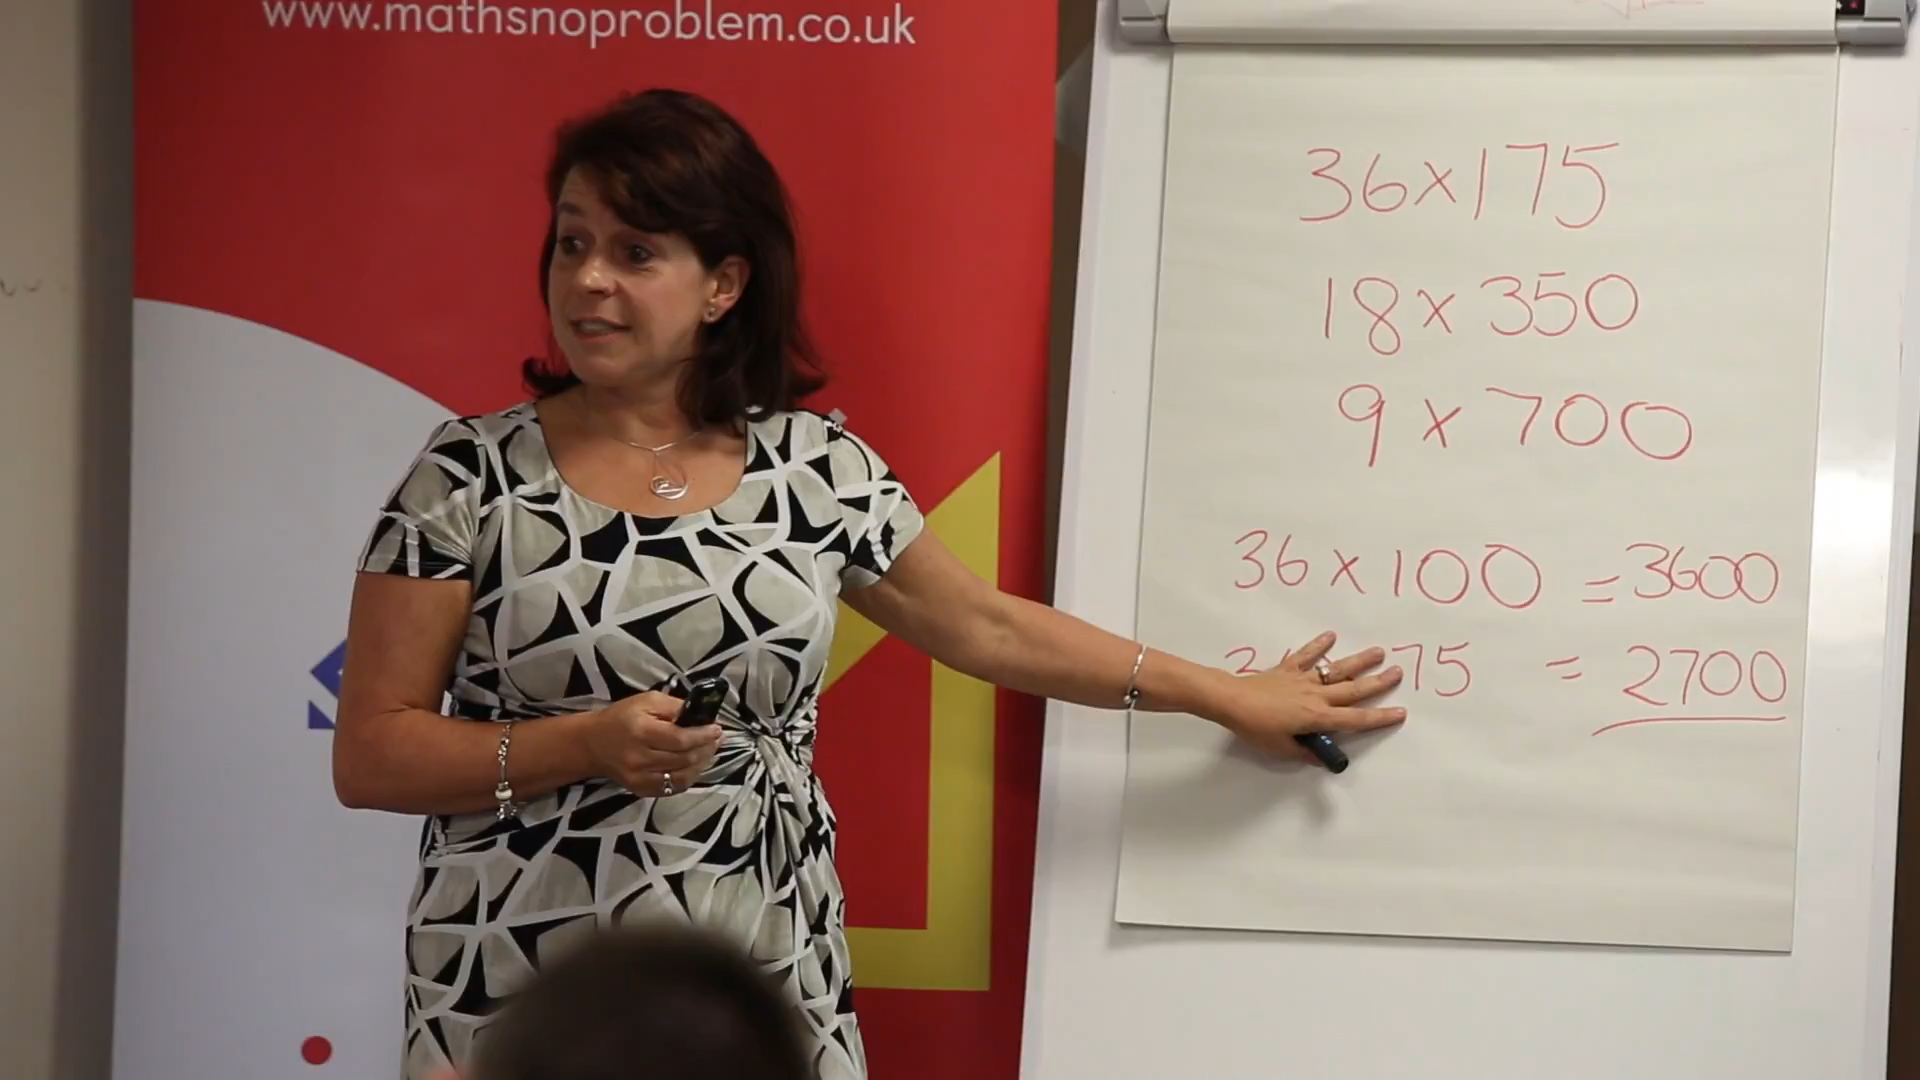 www.mathsnoproblem.co.uk
36x175
18x350
9x700
36x100 =3600
75 = 2700